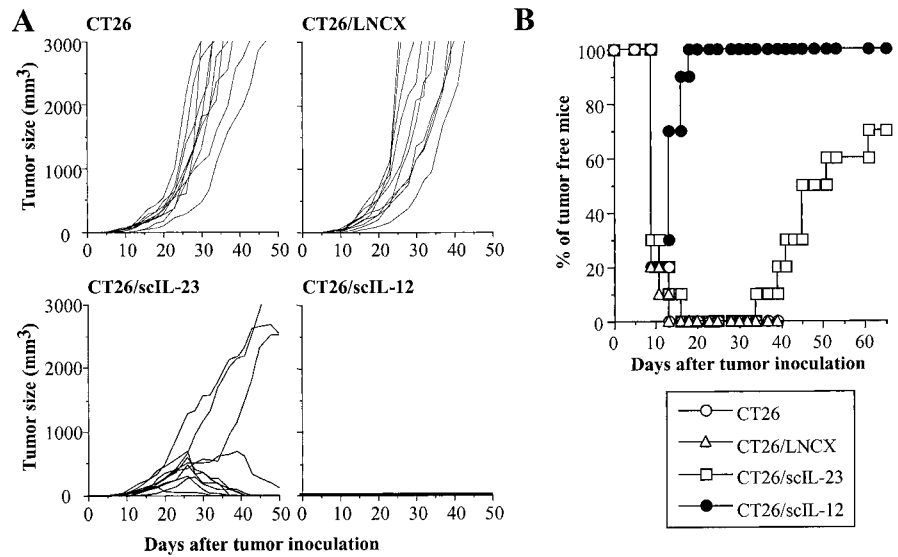 A
CT26
CT26/LNCX
Tumor size (mm3)
3000
2000
1000
0
0 10 20 30 40 50
0 10 20 30 40 50
CT26/scIL-23
CT26/scIL-12
Tumor size (mm3)
3000
2000
1000
0
0 10 20 30 40 50
0 10 20 30 40 50
Days after tumor inoculation
B
% of tumor free mice
100
80
60
40
20
0
0 10 20 30 40 50 60
Days after tumor inoculation
CT26
CT26/LNCX
CT26/scIL-23
CT26/scIL-12